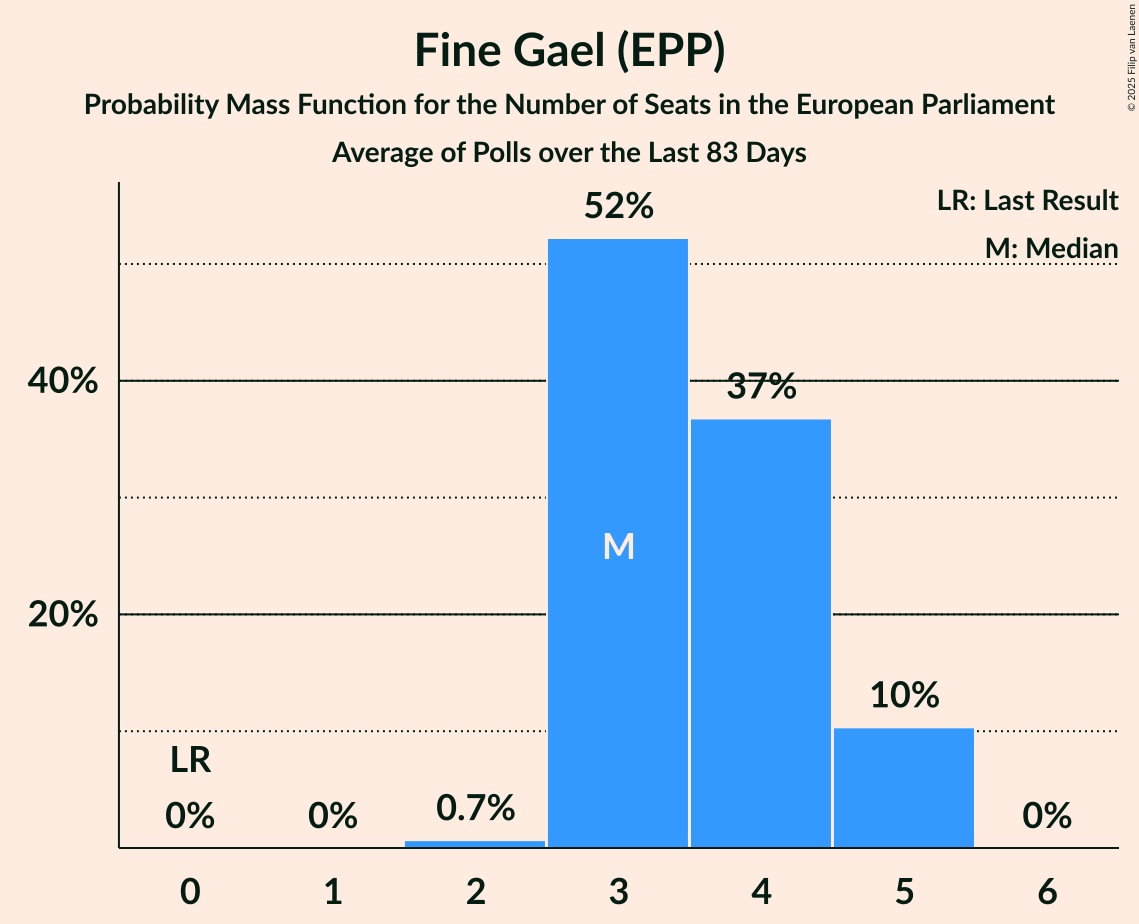 Fine Gael (EPP)
Probability Mass Function for the Number of Seats in the European Parliament
Average of Polls over the Last 83 Days
© 2025 Filip van Laenen
LR: Last Result
M: Median
52%
40%
37%
M
20%
10%
LR
0%
0%
0.7%
0%
0
1
2
3
4
5
6